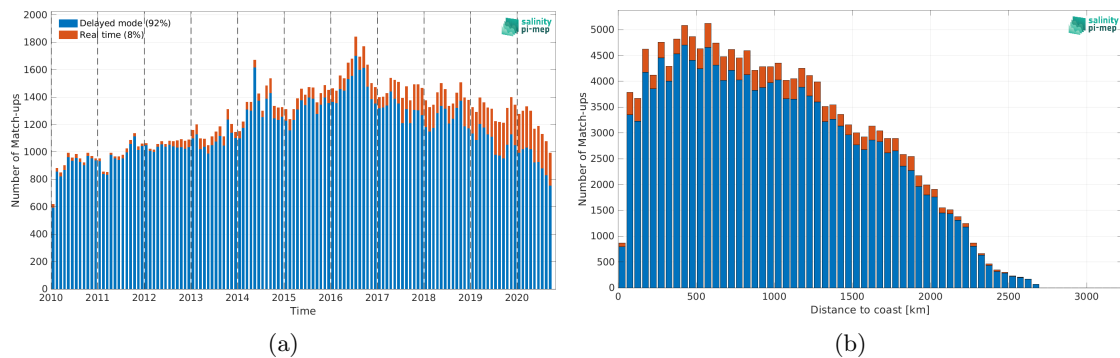 Delayed mode (92%)
Real time (8%)
salinity
pi-mep
Number of Match-ups
2000
1800
1600
1400
1200
1000
800
600
400
200
0
2010 2011 2012 2013 2014 2015 2016 2017 2018 2019 2020
Time
(a)
salinity
pi-mep
Number of Match-ups
5000
4500
4000
3500
3000
2500
2000
1500
1000
500
0
0 500 1000 1500 2000 2500 3000
Distance to coast [km]
(b)